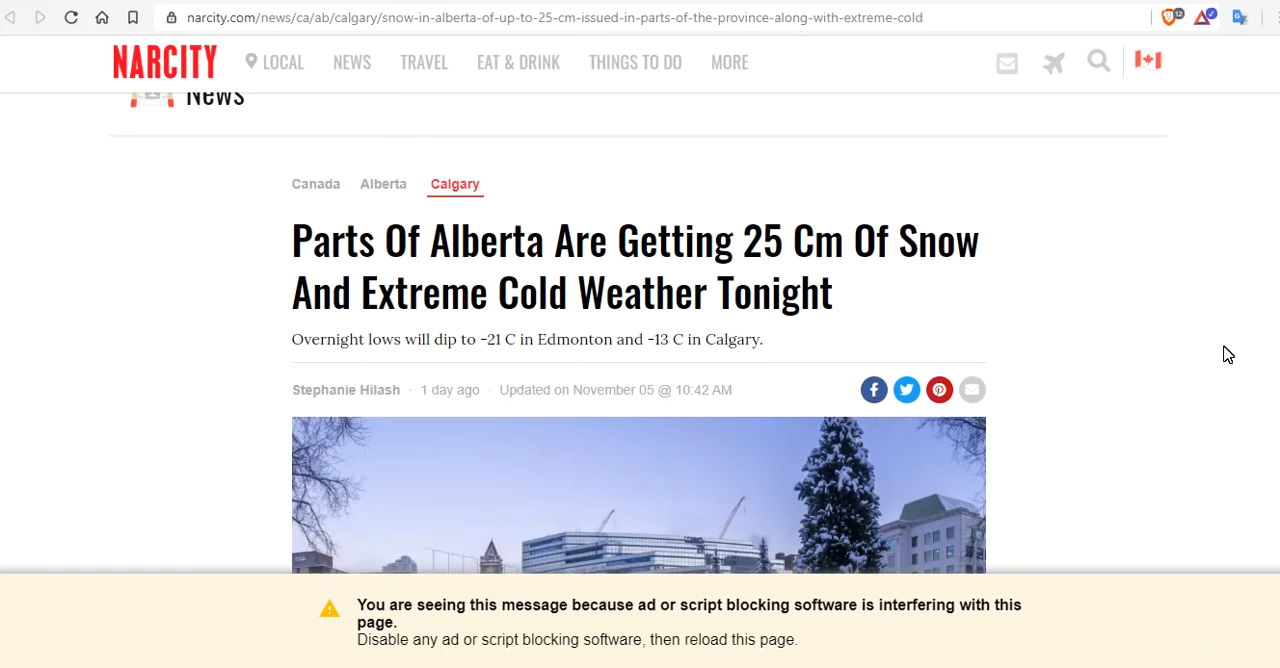 narcity.com/news/ca/ab/calgary/snow-in-alberta-of-up-to-25-cm-issued-in-parts-of-the-province-along-with-extreme-cold
12
NARCITY LOCAL NEWS TRAVEL EAT & DRINK THINGS TO DO MORE
News
Canada Alberta Calgary
Parts Of Alberta Are Getting 25 Cm Of Snow
And Extreme Cold Weather Tonight
Overnight lows will dip to -21 C in Edmonton and -13 C in Calgary.
Stephanie Hilash · 1 day ago · Updated on November 05 @ 10:42 AM
You are seeing this message because ad or script blocking software is interfering with this
page.
Disable any ad or script blocking software, then reload this page.